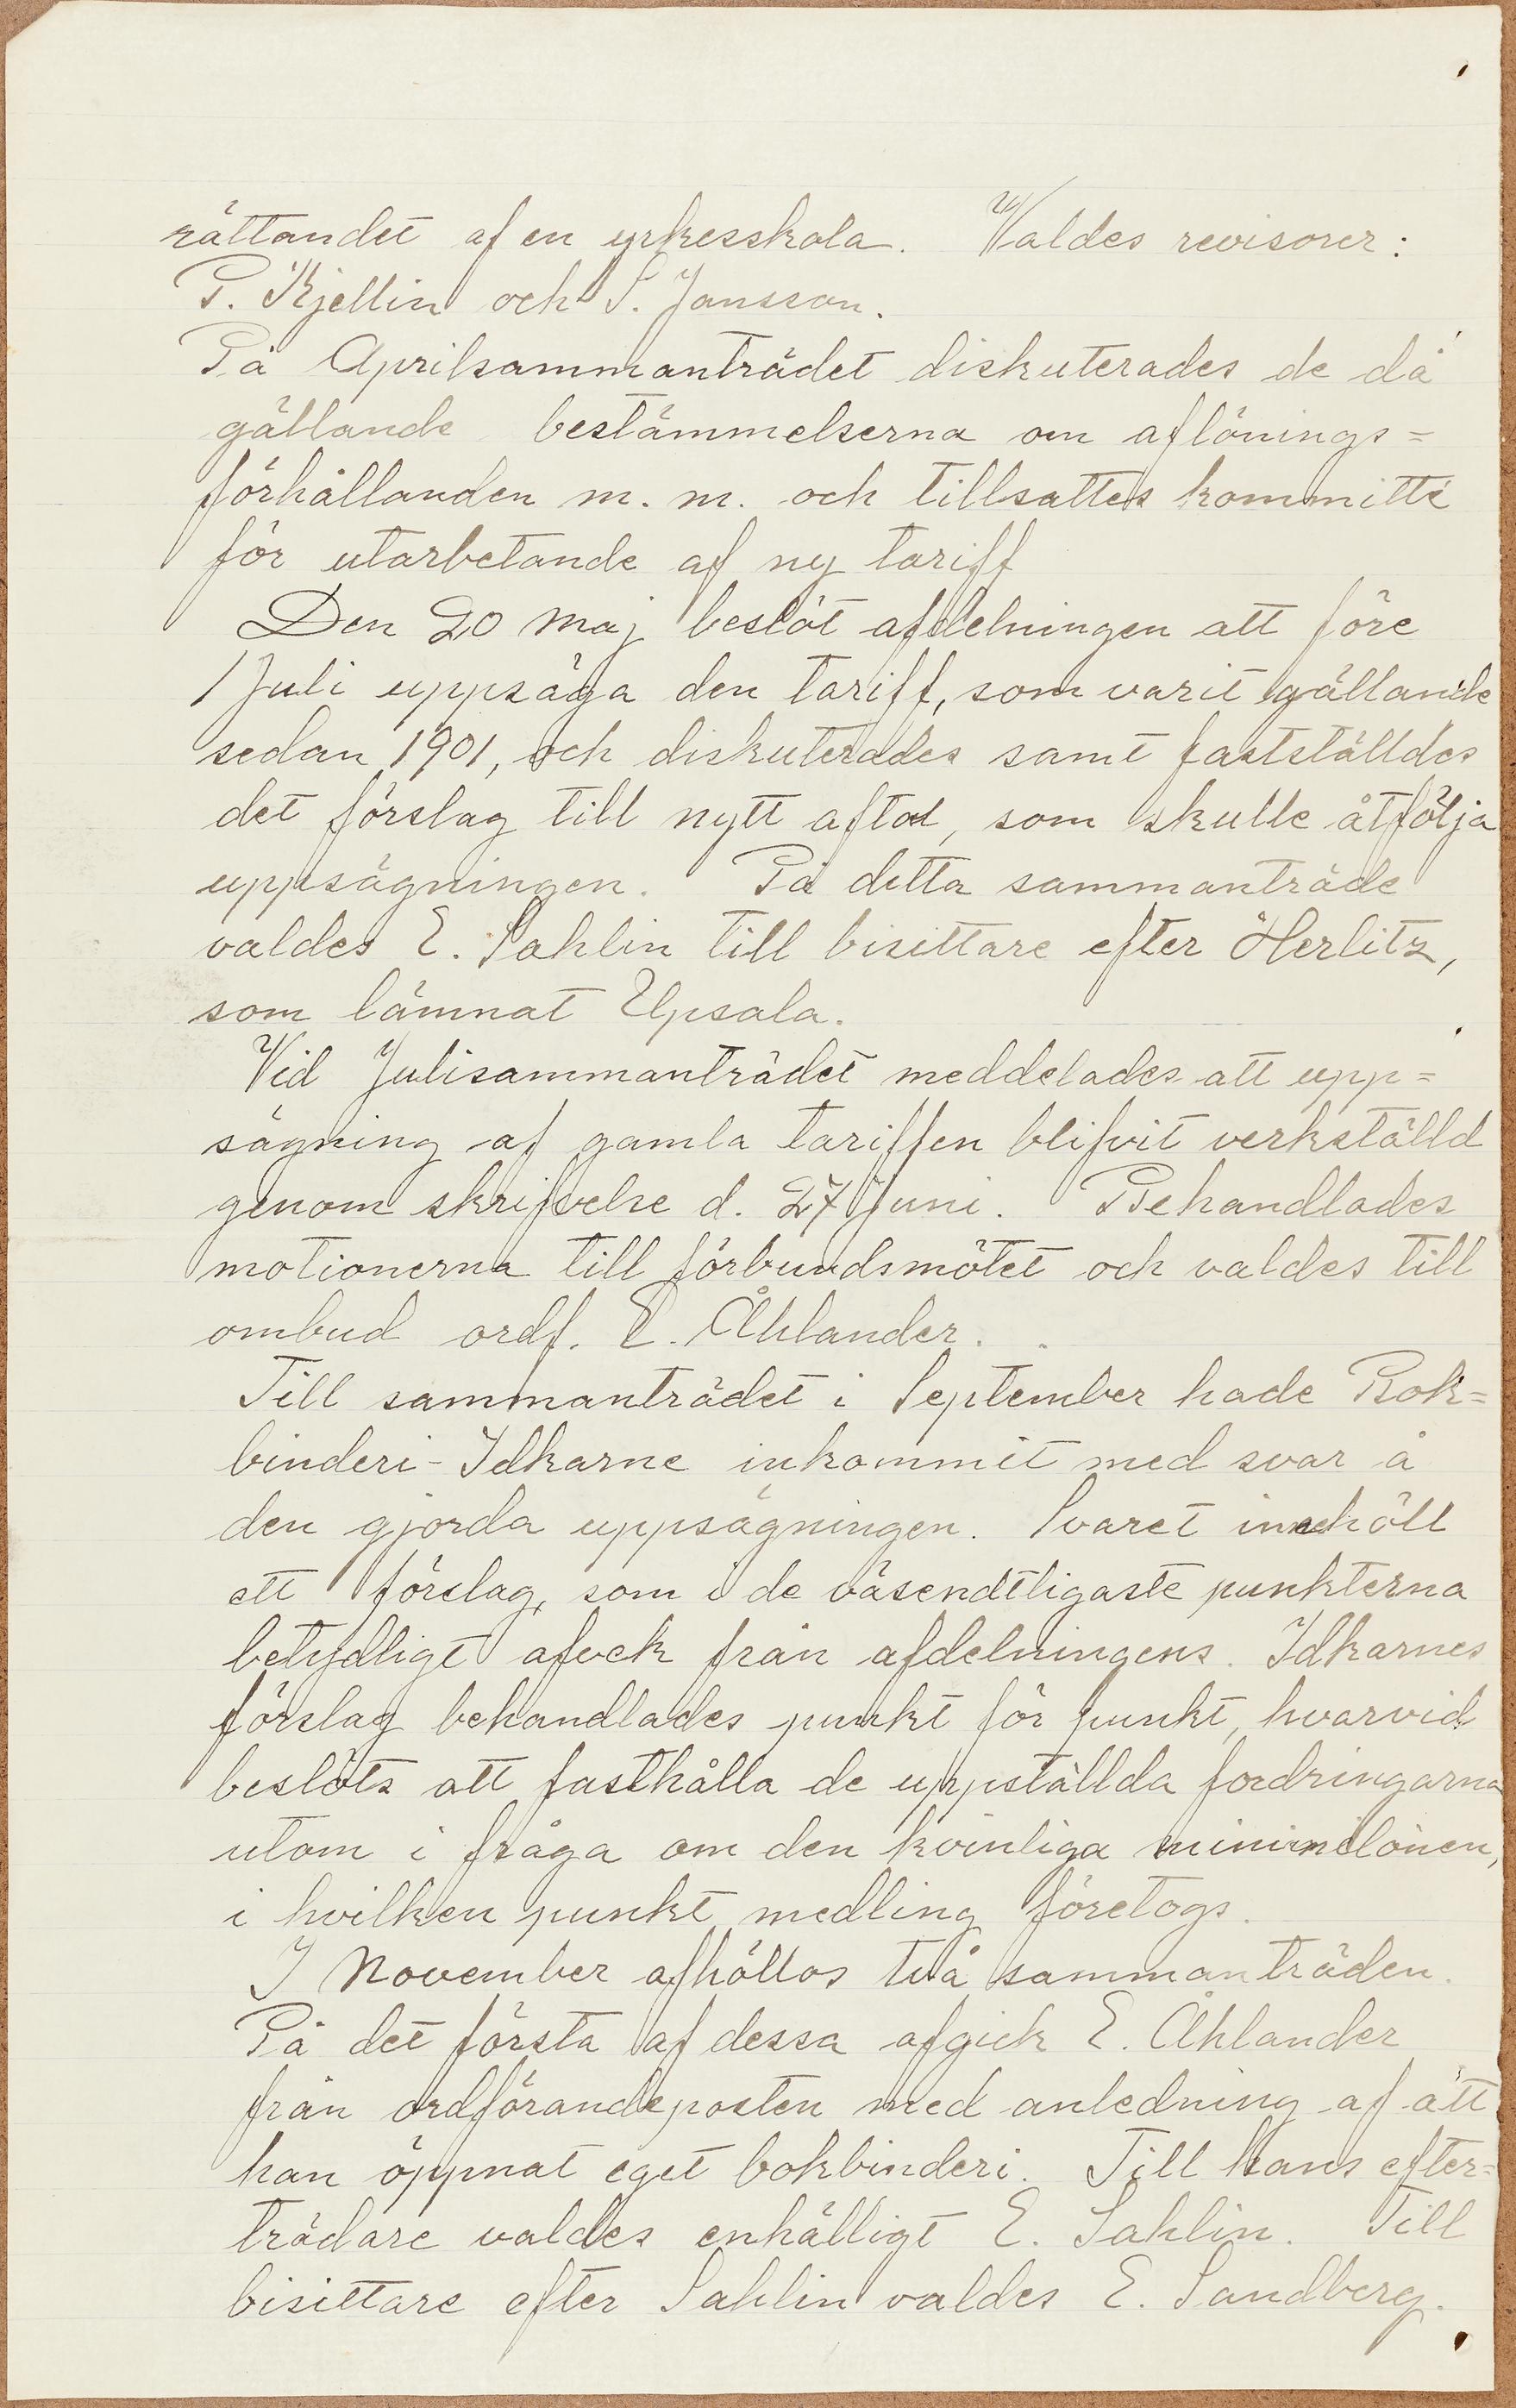 rättandet af en yrkesskola. Valdes revisorer:
P. Kjellin och S. Jansson.
På Aprilsammanträdet diskuterades de då
gällande bestämmelserna om aflönings=
förhållanden m. m. och tillsattes kommitté
för utarbetande af ny tariff
Den 20 maj beslöt afdelningen att före
1 Juli uppsäga den tariff, som varit gällande
sedan 1901, och diskuterades samt fastställdes
det förslag till nytt aftal, som skulle åtfölja
uppsägningen. På detta sammanträde
valdes E. Sahlin till bisittare efter Herlitz,
som lämnat Upsala.
Vid Julisammanträdet meddelades att upp=
sägning af gamla tariffen blifvit verkställd
genom skrifvelse d. 27 Juni. Behandlades
motionerna till förbundsmötet och valdes till
ombud ordf. E. Åhlander.
Till sammanträdet i September hade Bok=
binderi-Idkarne inkommit med svar å
den gjorda uppsägningen. Svaret innehöll
ett förslag, som i de väsendtligaste punkterna
betydligt afvek från afdelningens. Idkarnes
förslag behandlades punkt för punkt, hvarvid
beslöts att fasthålla de uppställda fordringarna
utom i fråga om den kvinliga minimilönen,
i hvilken punkt medling företogs.
I November afhöllos två sammanträden.
På det första af dessa afgick E. Åhlander
från ordförandeposten med anledning af att
han öppnat eget bokbinderi. Till hans efter=
trädare valdes enhälligt E. Sahlin. Till
bisittare efter Sahlin valdes E. Sandberg.